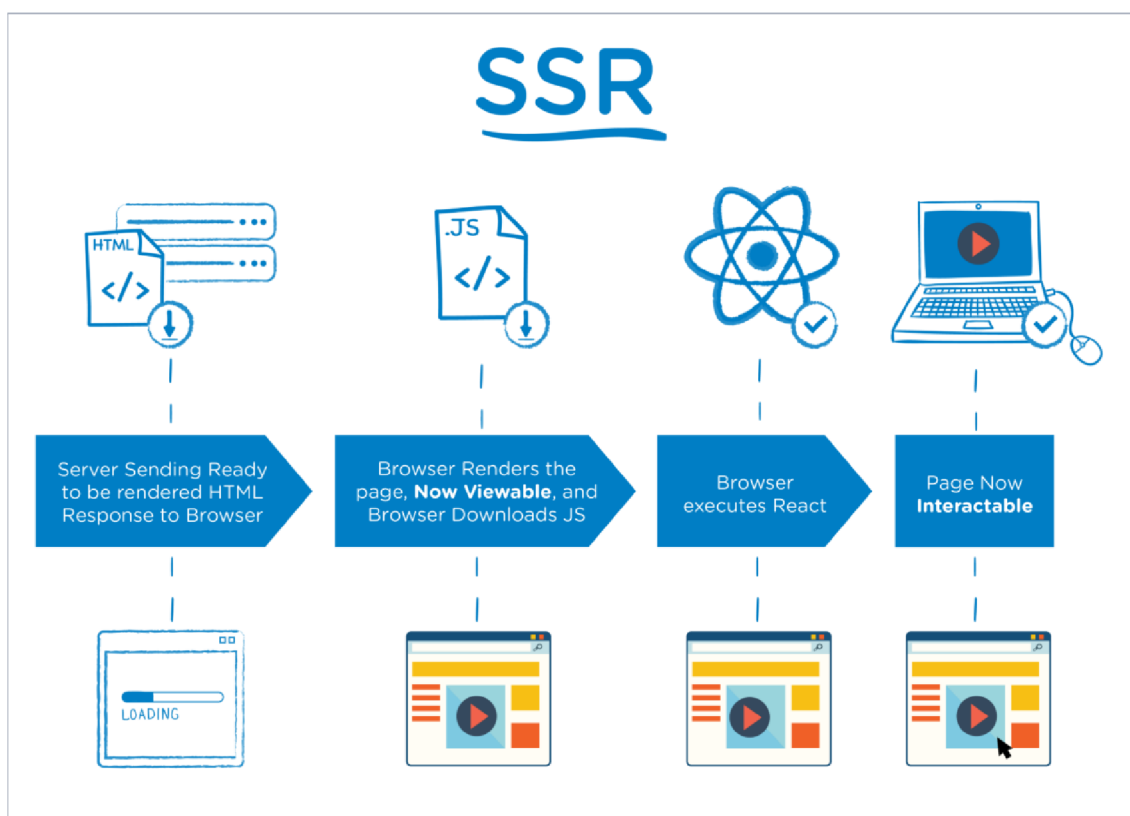 SSR
HTML
</>
.JS
</>
Server Sending Ready
to be rendered HTML
Response to Browser
Browser Renders the
page, Now Viewable, and
Browser Downloads JS
Browser
executes React
Page Now
Interactable
LOADING